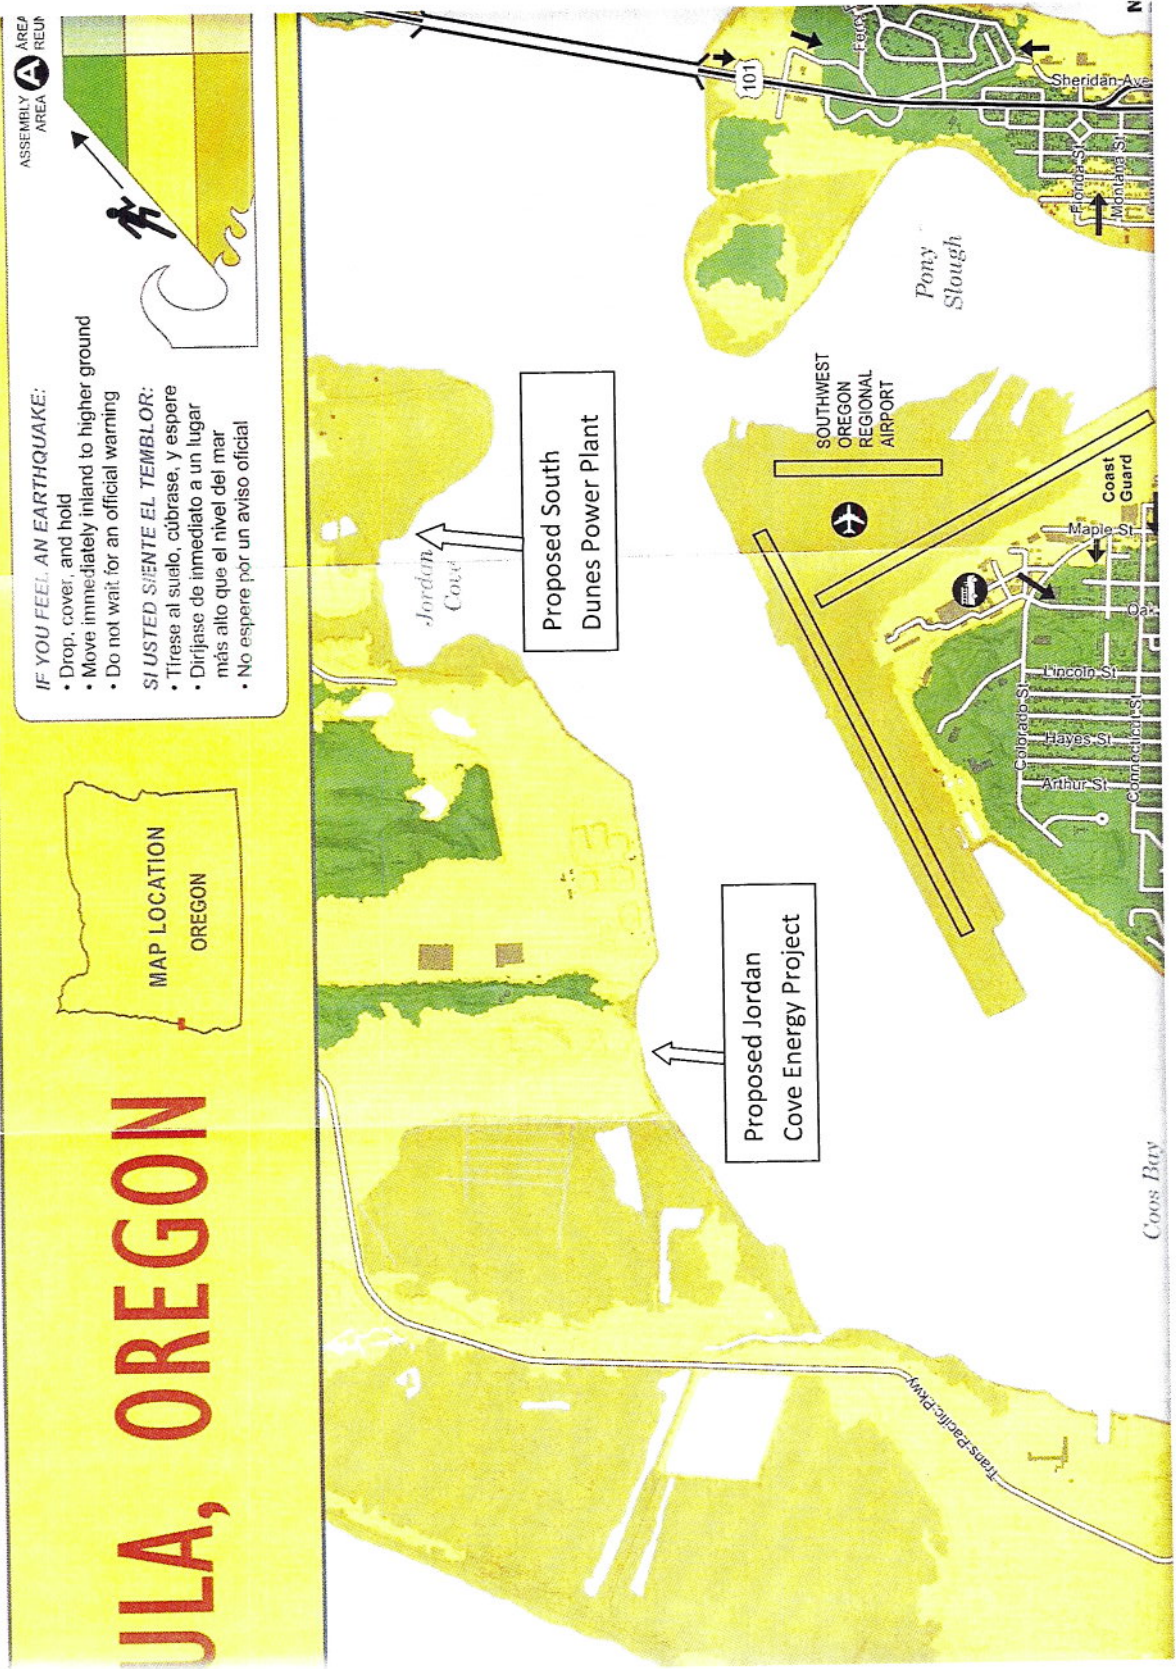 ULA, OREGON
MAP LOCATION
OREGON
IF YOU FEEL AN EARTHQUAKE:
• Drop, cover, and hold
• Move immediately inland to higher ground
• Do not wait for an official warning
SI USTED SIENTE EL TEMBLOR:
• Tírese al suelo, cúbrase, y espere
• Diríjase de inmediato a un lugar
más alto que el nivel del mar
• No espere por un aviso oficial
ASSEMBLY
AREA
A
ÁREA
REUN
Jordan
Cove
Proposed South
Dunes Power Plant
Proposed Jordan
Cove Energy Project
101
Ferry
Sheridan Ave
Florida St
Montana St
Pony
Slough
SOUTHWEST
OREGON
REGIONAL
AIRPORT
Coast
Guard
Maple St
Oak
Lincoln St
Colorado St
Hayes St
Connecticut St
Arthur St
Trans-Pacific-Pkwy
Coos Bay
N